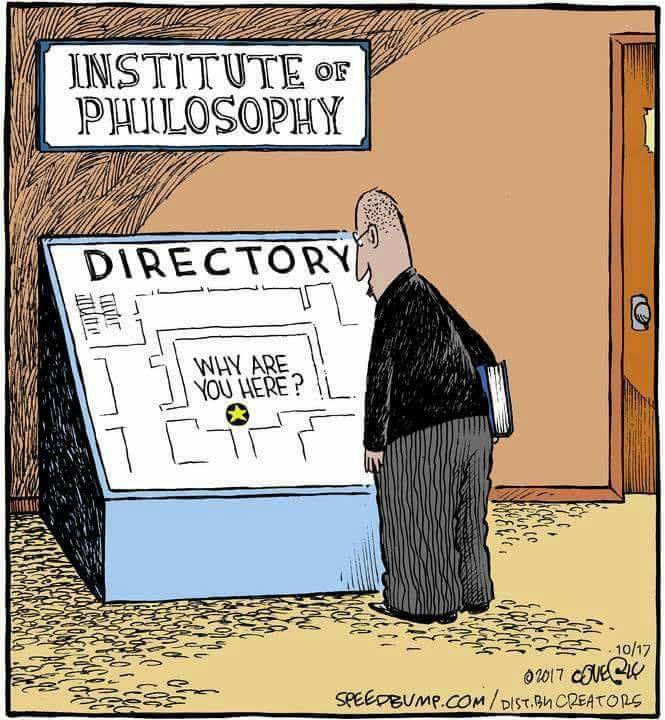 INSTITUTE OF
PHILOSOPHY
DIRECTORY
WHY ARE
YOU HERE?
10/17
©2017 COVERLY
SPEEDBUMP.COM / DIST. BY CREATORS